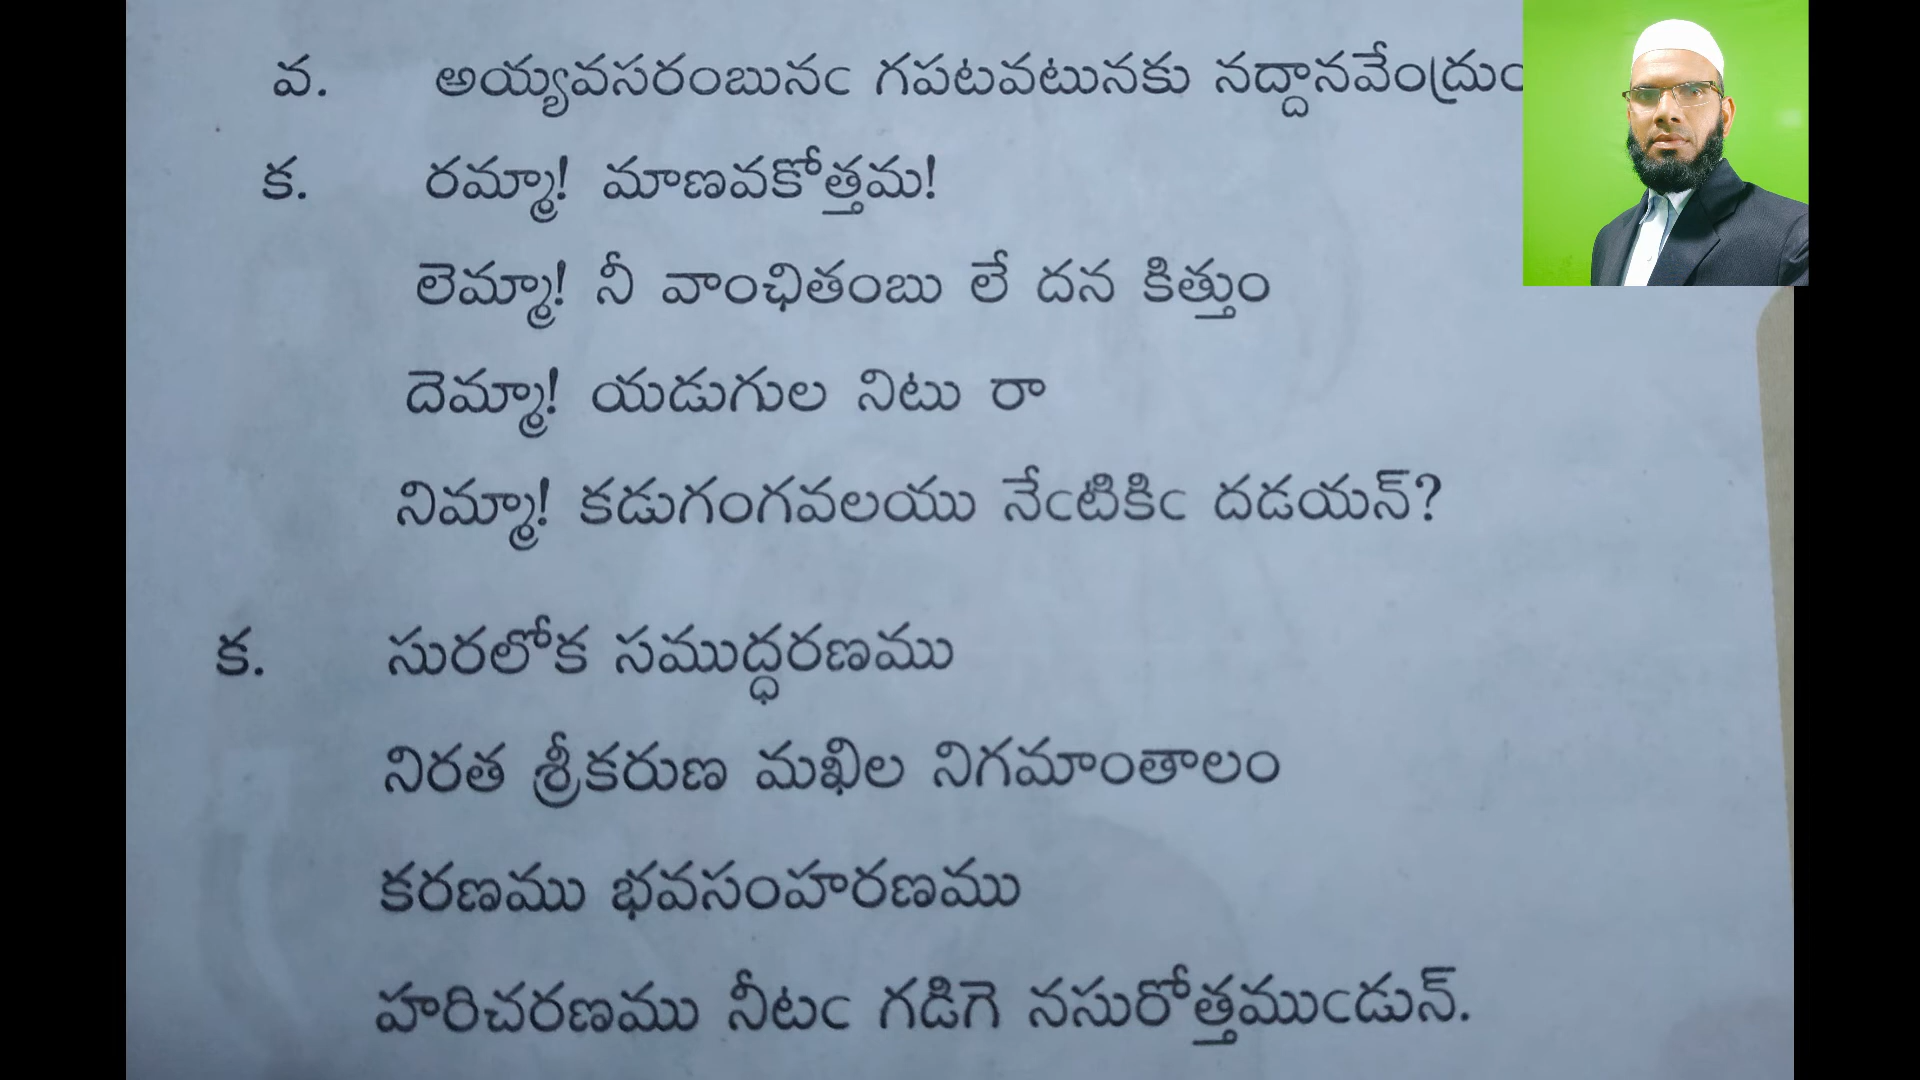 వ. అయ్యవసరంబునఁ గపటవటునకు నద్దానవేంద్రుం
క. రమ్మా! మాణవకోత్తమ!
లెమ్మా! నీ వాంఛితంబు లే దన కిత్తుం
దెమ్మా! యడుగుల నిటు రా
నిమ్మా! కడుగంగవలయు నేఁటికిఁ దడయన్?
క. సురలోక సముద్ధరణము
నిరత శ్రీకరుణ మఖిల నిగమాంతాలం
కరణము భవసంహరణము
హరిచరణము నీటఁ గడిగె నసురోత్తముఁడున్.